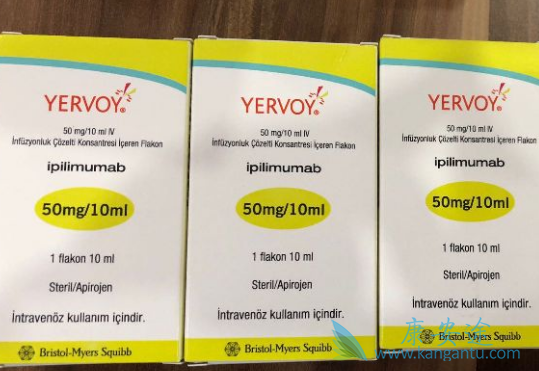 YERVOY®
50 mg/10 ml IV
İnfüzyonluk Çözelti Konsantresi İçeren Flakon
ipilimumab
50mg/10ml
1 flakon 10 ml
Steril/Apirojen
İntravenöz kullanım içindir.
Bristol-Myers Squibb
YERVOY®
50 mg/10 ml IV
İnfüzyonluk Çözelti Konsantresi İçeren Flakon
ipilimumab
50mg/10ml
1 flakon 10 ml
Steril/Apirojen
İntravenöz kullanım içindir.
Bristol-Myers Squibb
YERVOY®
50 mg/10 ml IV
İnfüzyonluk Çözelti Konsantresi İçeren Flakon
ipilimumab
50mg/10ml
1 flakon 10 ml
Steril/Apirojen
İntravenöz kullanım içindir.
Bristol-Myers Squibb
康安途
www.kangantu.com